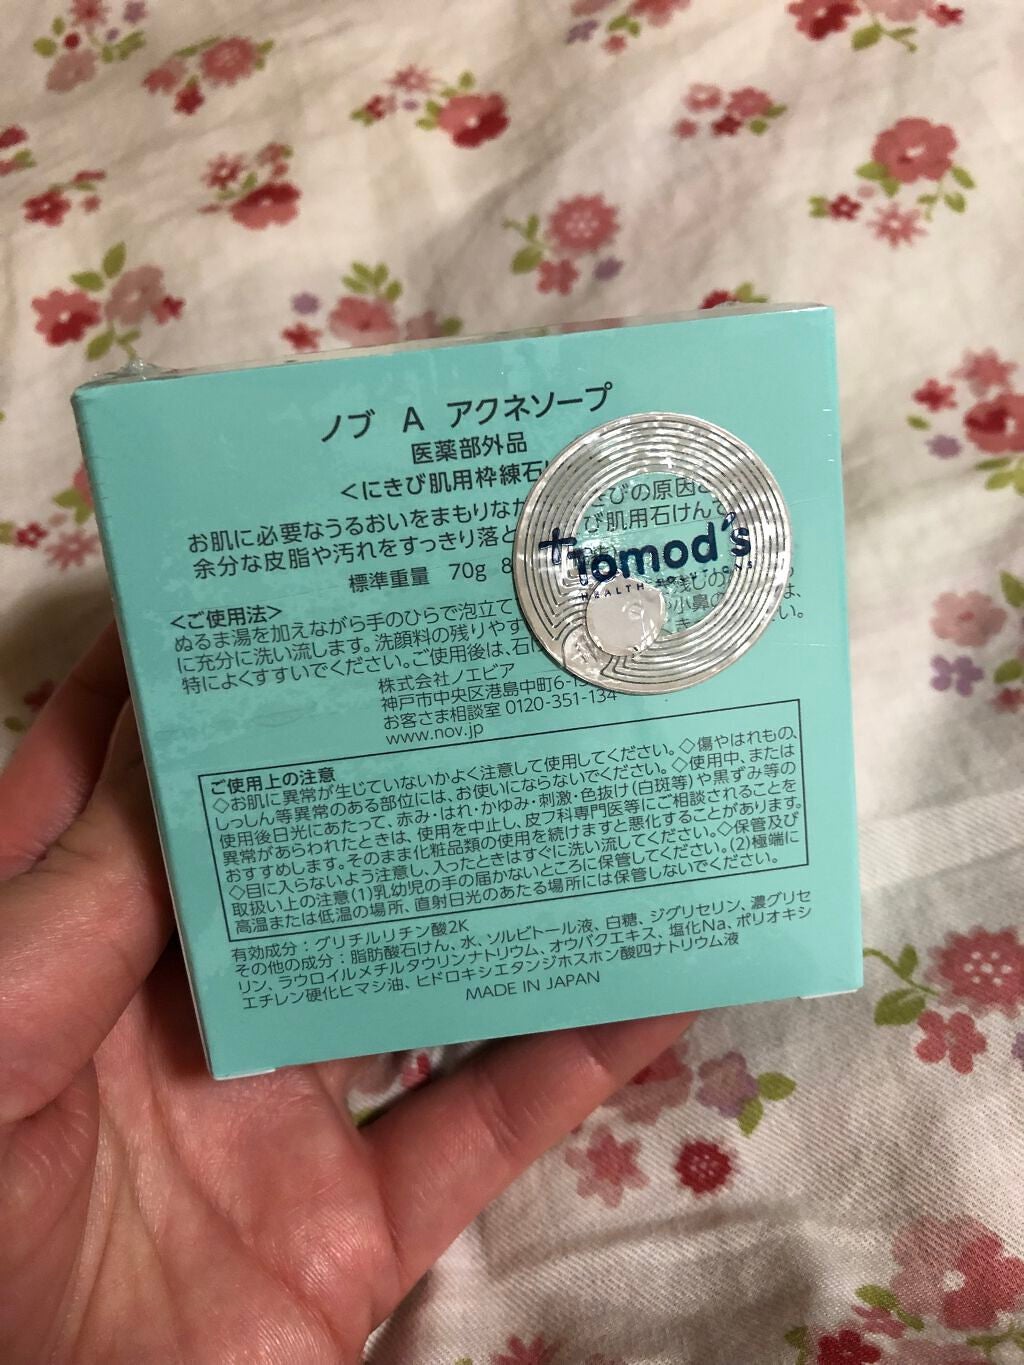 ノブ A アクネソープ
医薬部外品
<にきび肌用枠練石け
お肌に必要なうるおいをまもりなが きびの原因と
余分な皮脂や汚れをすっきり落と び肌用石けんで
標準重量 70g 8
<ご使用法>
ぬるま湯を加えながら手のひらで泡立て
に充分に洗い流します。洗顔料の残りやす 小鼻の は、
特によくすすいでください。ご使用後は、石 い。
株式会社ノエビア
神戸市中央区港島中町6-13
お客さま相談室 0120-351-134
www.nov.jp
Tomod's
HEALTH SOLUTIONS
ご使用上の注意
◇お肌に異常が生じていないかよく注意して使用してください。◇傷やはれもの、
しっしん等異常のある部位には、お使いにならないでください。◇使用中、または
使用後日光にあたって、赤み・はれ・かゆみ・刺激・色抜け(白斑等)や黒ずみ等の
異常があらわれたときは、使用を中止し、皮フ科専門医等にご相談されることを
おすすめします。そのまま化粧品類の使用を続けますと悪化することがあります。
◇目に入らないよう注意し、入ったときはすぐに洗い流してください。◇保管及び
取扱い上の注意(1)乳幼児の手の届かないところに保管してください。(2)極端に
高温または低温の場所、直射日光のあたる場所には保管しないでください。
有効成分：グリチルリチン酸2K
その他の成分：脂肪酸石けん、水、ソルビトール液、白糖、ジグリセリン、濃グリセ
リン、ラウロイルメチルタウリンナトリウム、オウバクエキス、塩化Na、ポリオキシ
エチレン硬化ヒマシ油、ヒドロキシエタンジホスホン酸四ナトリウム液
MADE IN JAPAN